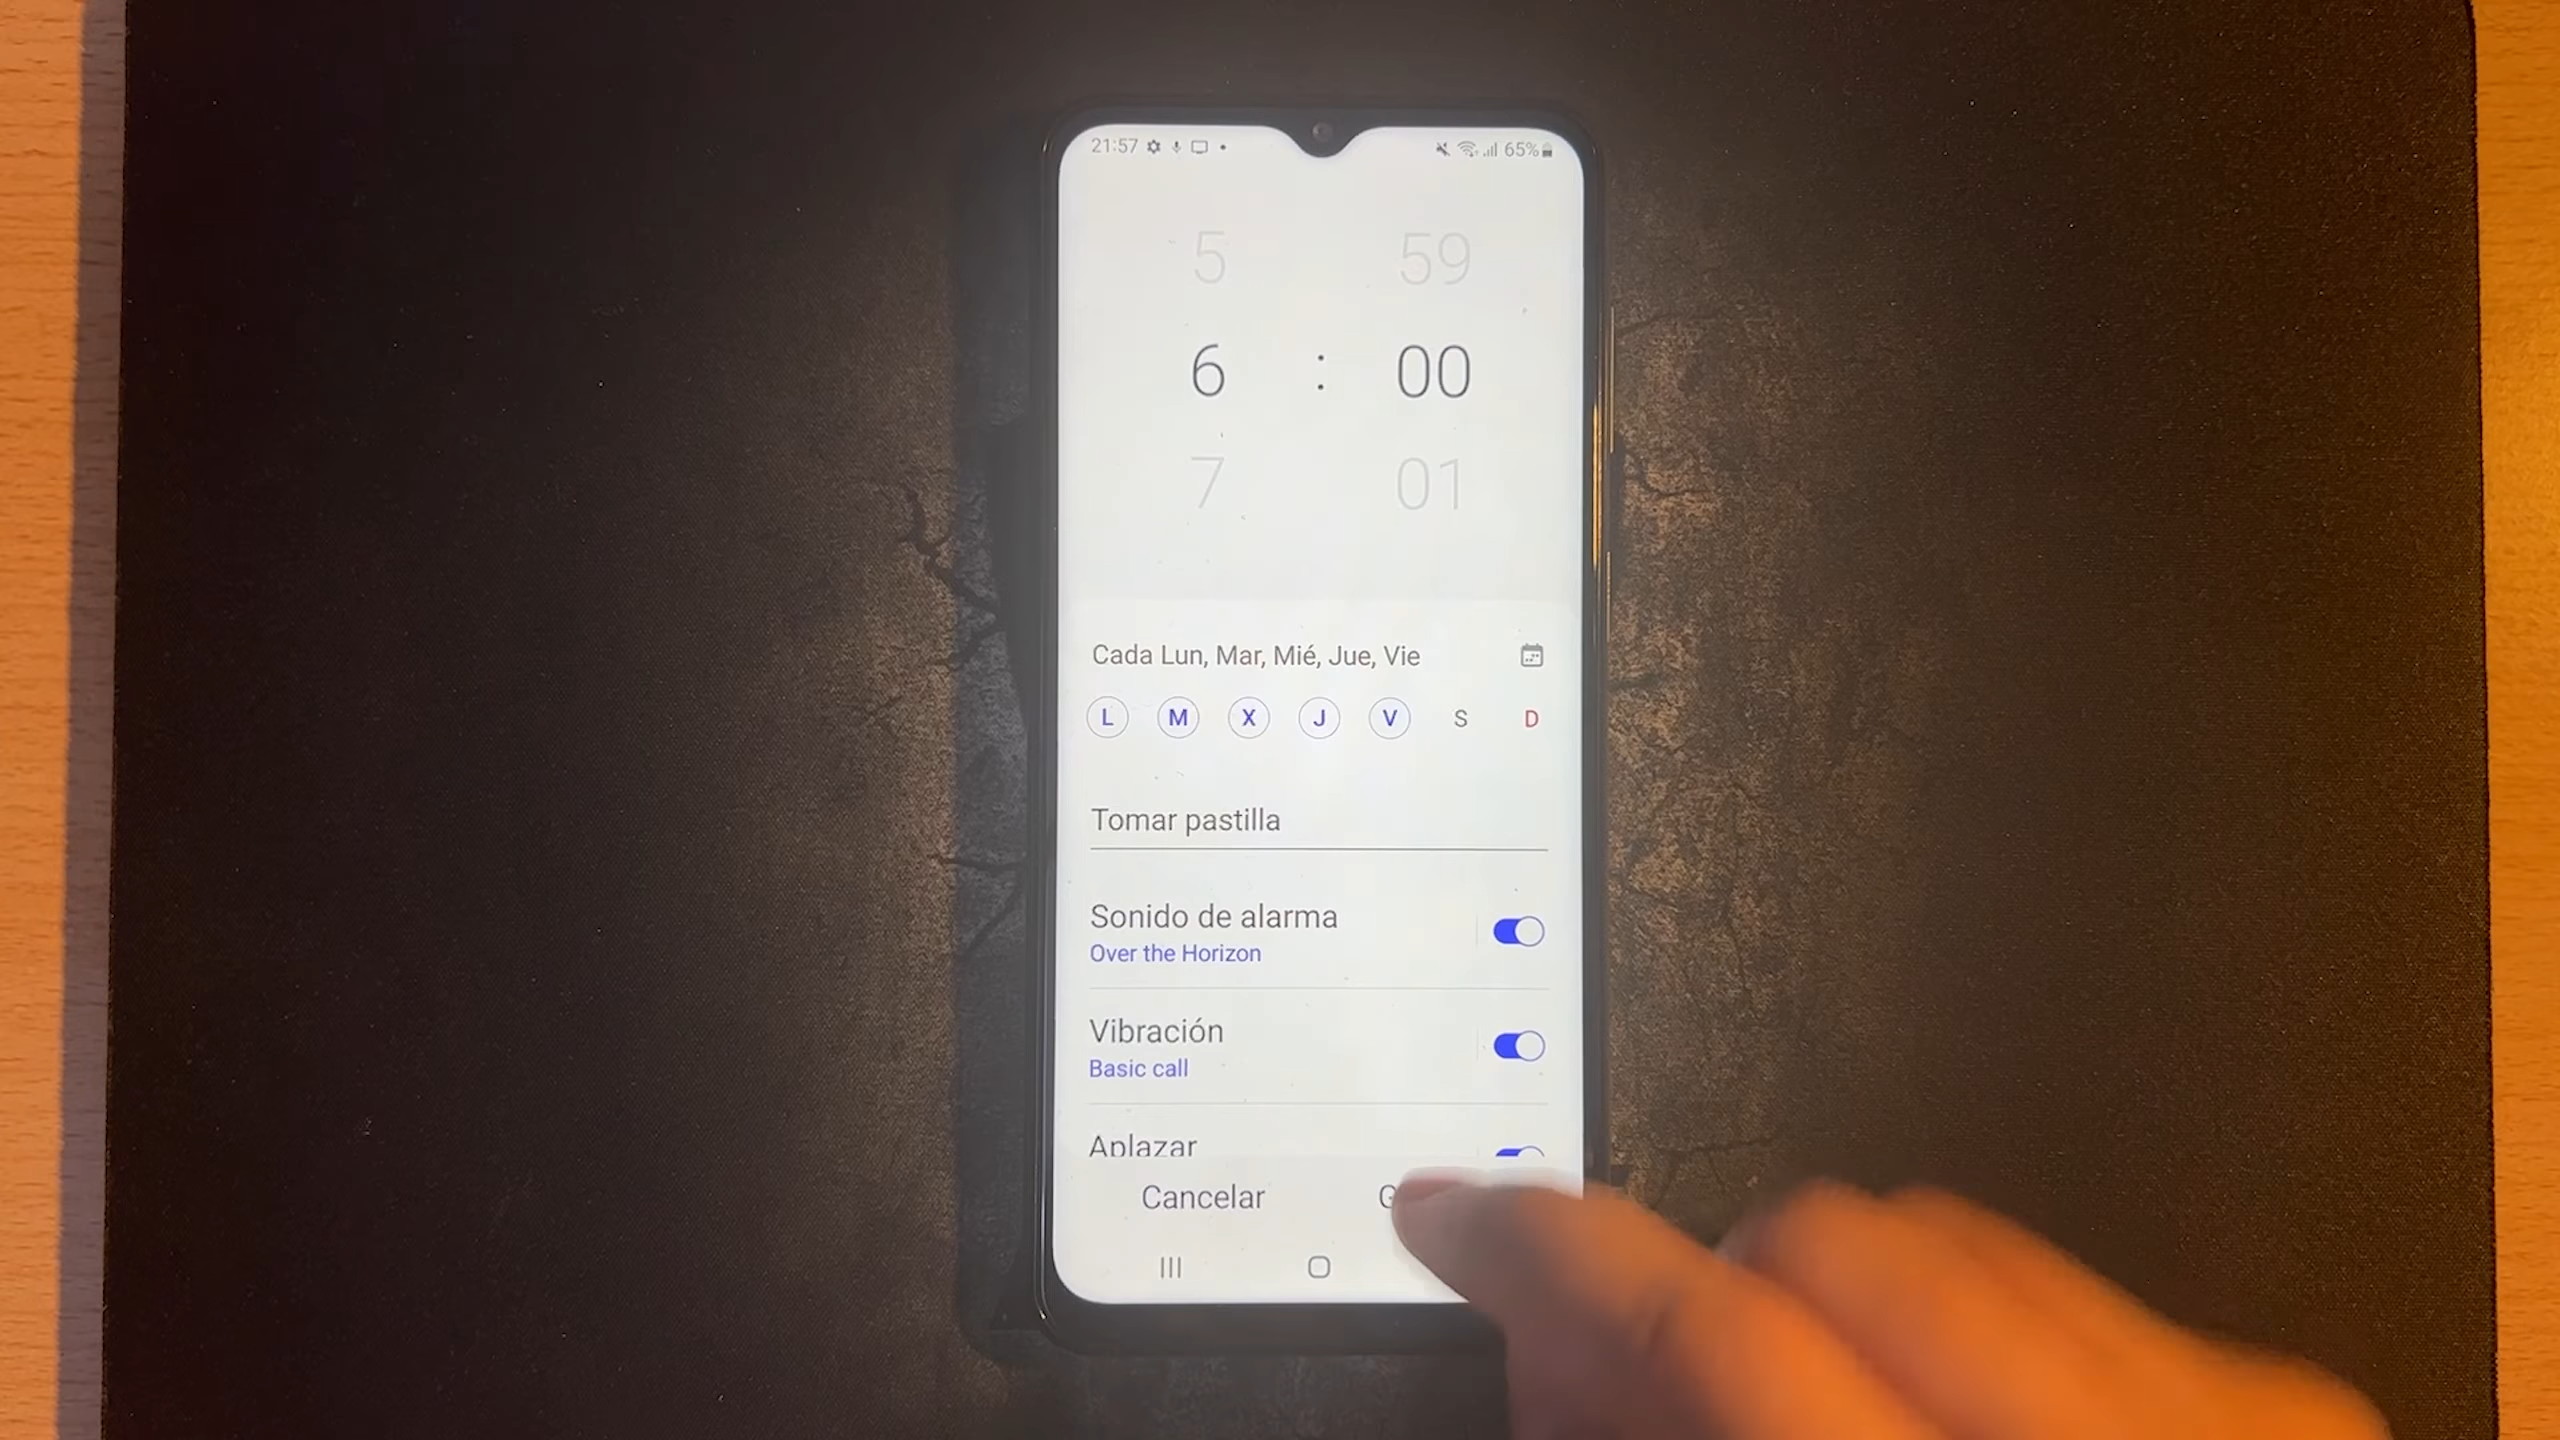 21:57 65%
5 59
6 : 00
7 01
Cada Lun, Mar, Mié, Jue, Vie
L M X J V S D
Tomar pastilla
Sonido de alarma
Over the Horizon
Vibración
Basic call
Aplazar
Cancelar